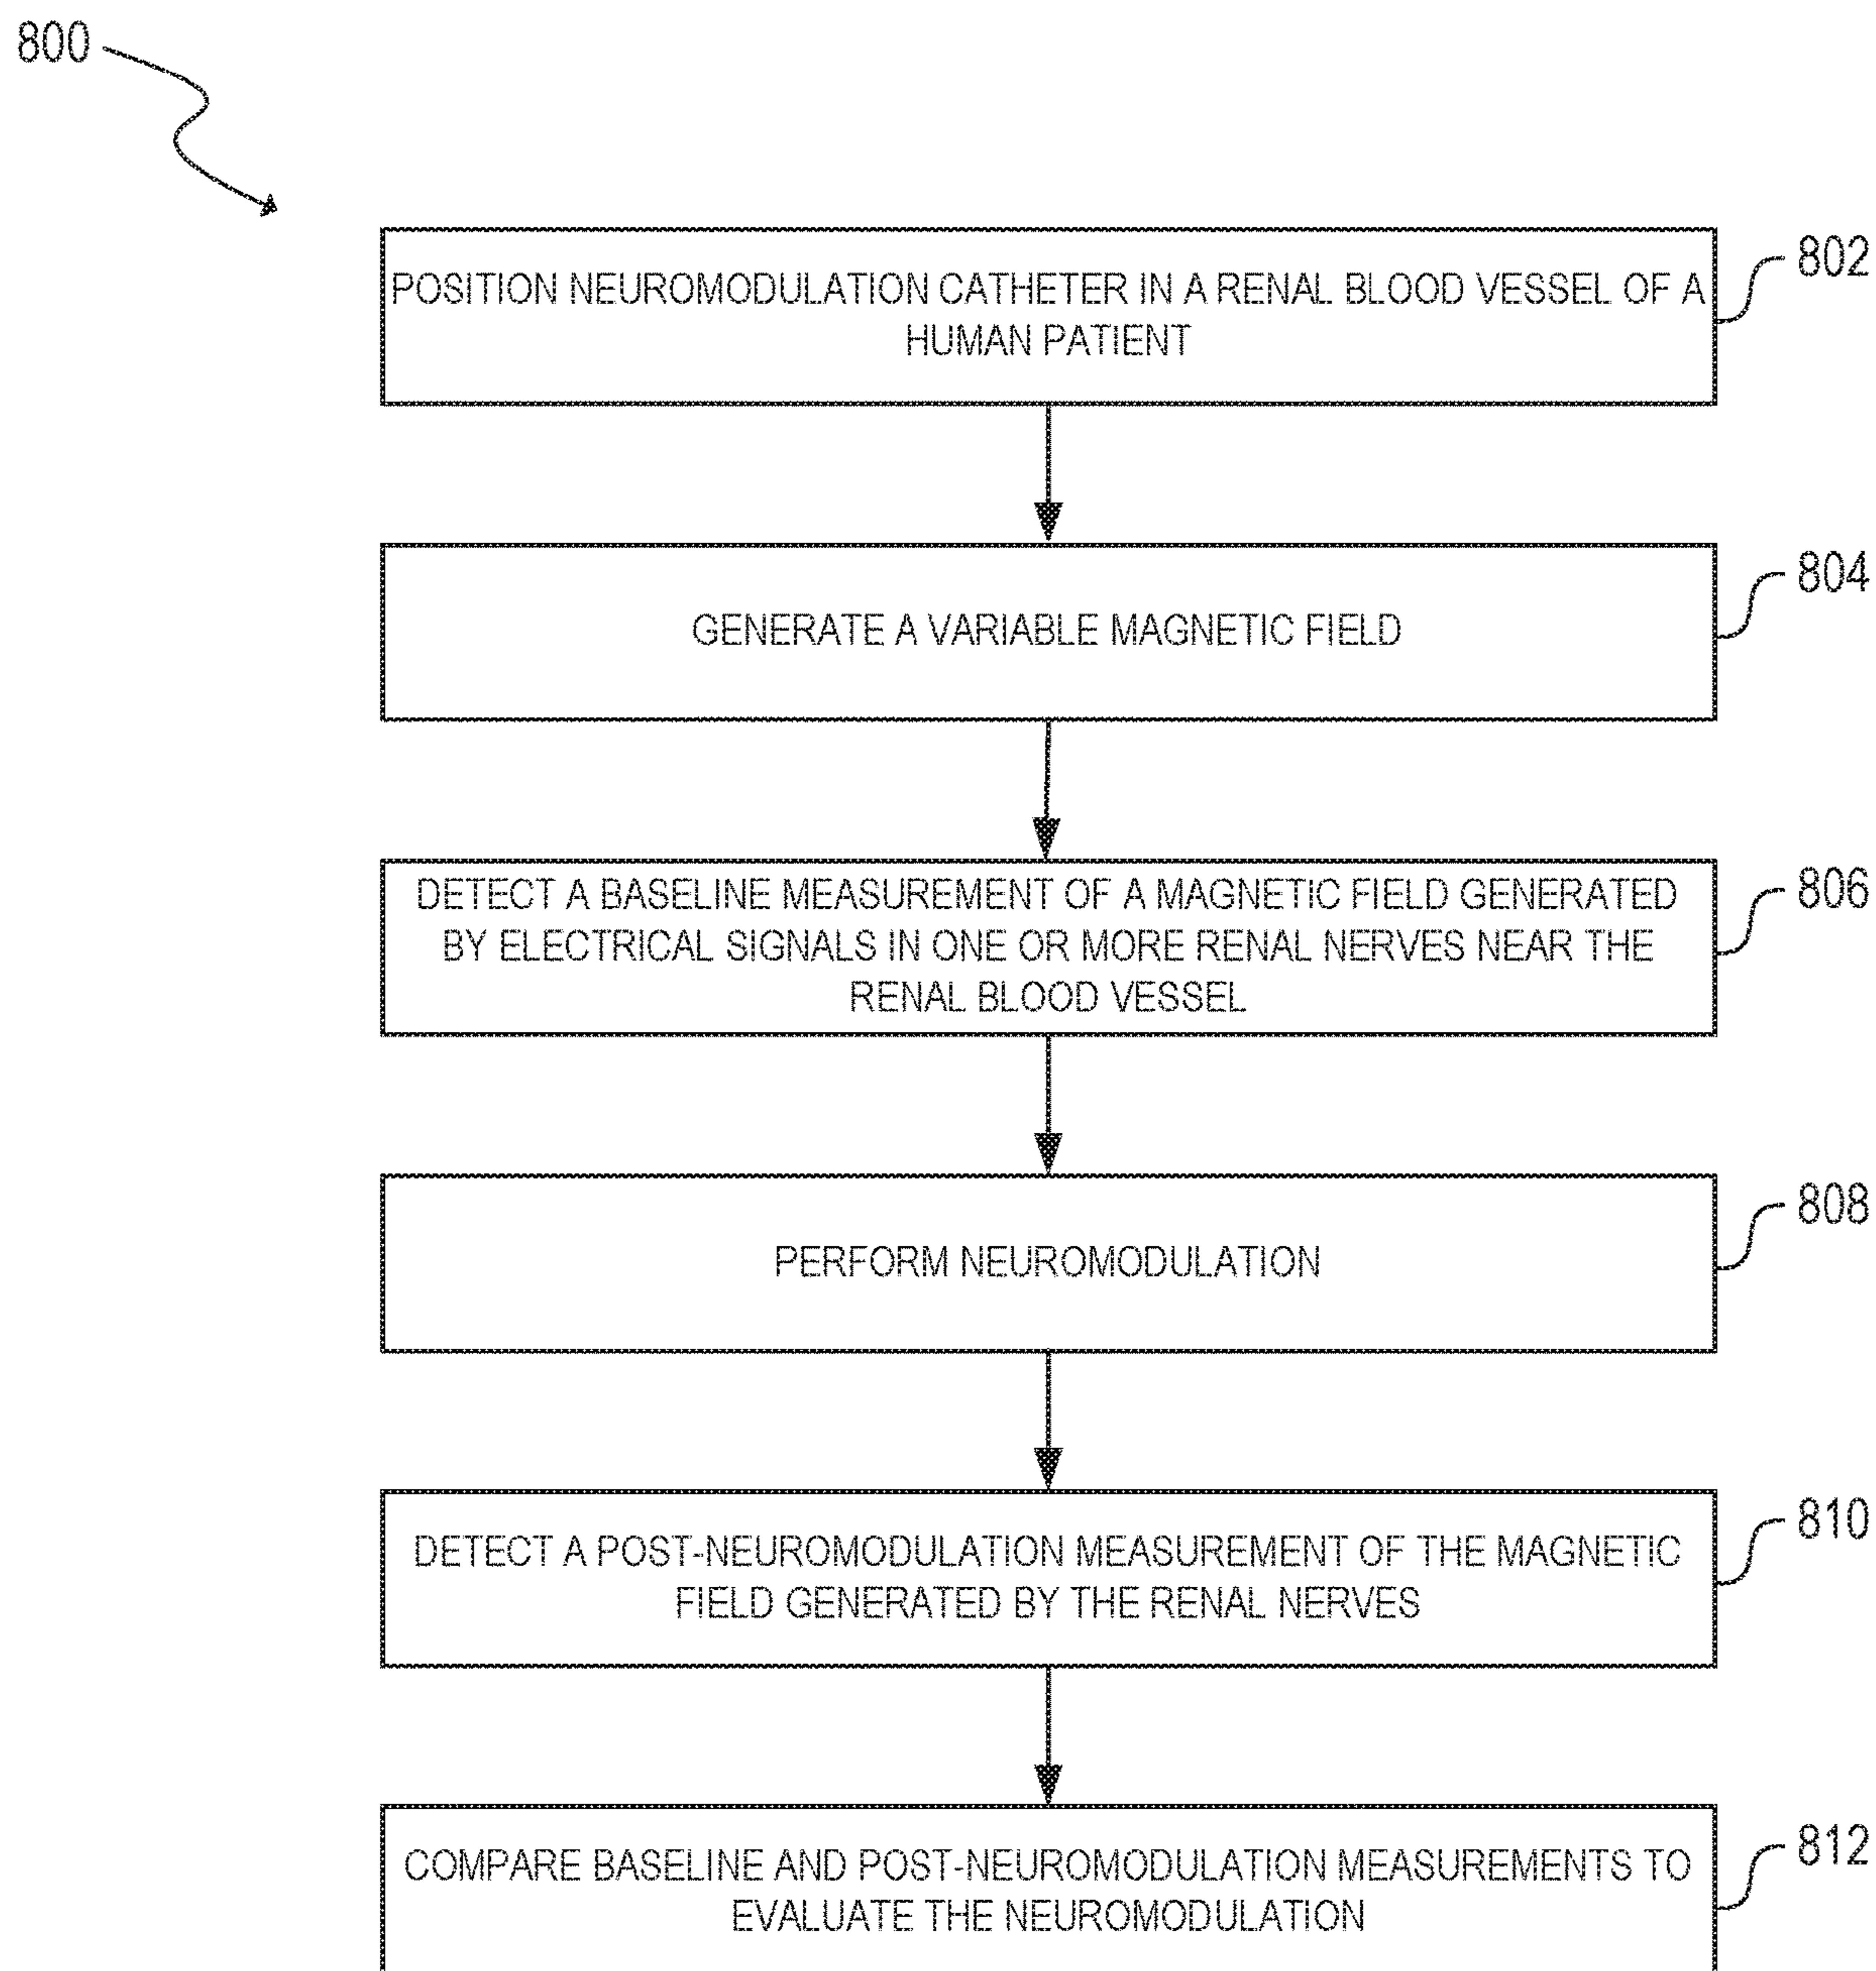 800
POSITION NEUROMODULATION CATHETER IN A RENAL BLOOD VESSEL OF A
HUMAN PATIENT
802
GENERATE A VARIABLE MAGNETIC FIELD
804
DETECT A BASELINE MEASUREMENT OF A MAGNETIC FIELD GENERATED
BY ELECTRICAL SIGNALS IN ONE OR MORE RENAL NERVES NEAR THE
RENAL BLOOD VESSEL
806
PERFORM NEUROMODULATION
808
DETECT A POST-NEUROMODULATION MEASUREMENT OF THE MAGNETIC
FIELD GENERATED BY THE RENAL NERVES
810
COMPARE BASELINE AND POST-NEUROMODULATION MEASUREMENTS TO
EVALUATE THE NEUROMODULATION
812